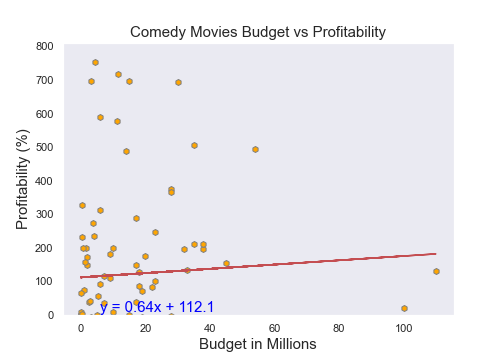 Comedy Movies Budget vs Profitability
Profitability (%)
800
700
600
500
400
300
200
100
0
y = 0.64x + 112.1
0 20 40 60 80 100
Budget in Millions